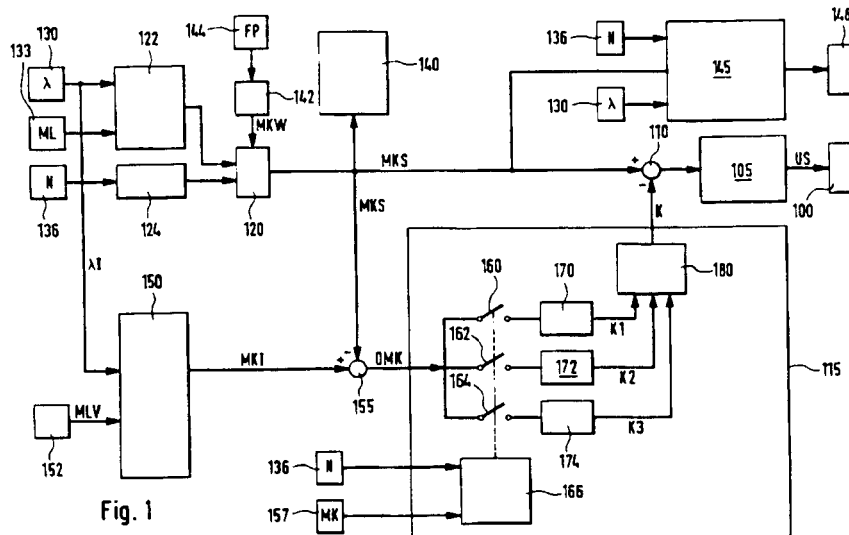 144
FP
136
N
148
130
133
122
140
145
λ
142
130
λ
ML
MKW
MKS
+
110
105
US
N
-
100
136
124
120
MKS
K
λI
150
160
170
180
162
K1
MKI
+
-
DMK
172
K2
115
155
164
MLV
K3
152
174
136
N
Fig. 1
157
MK
166